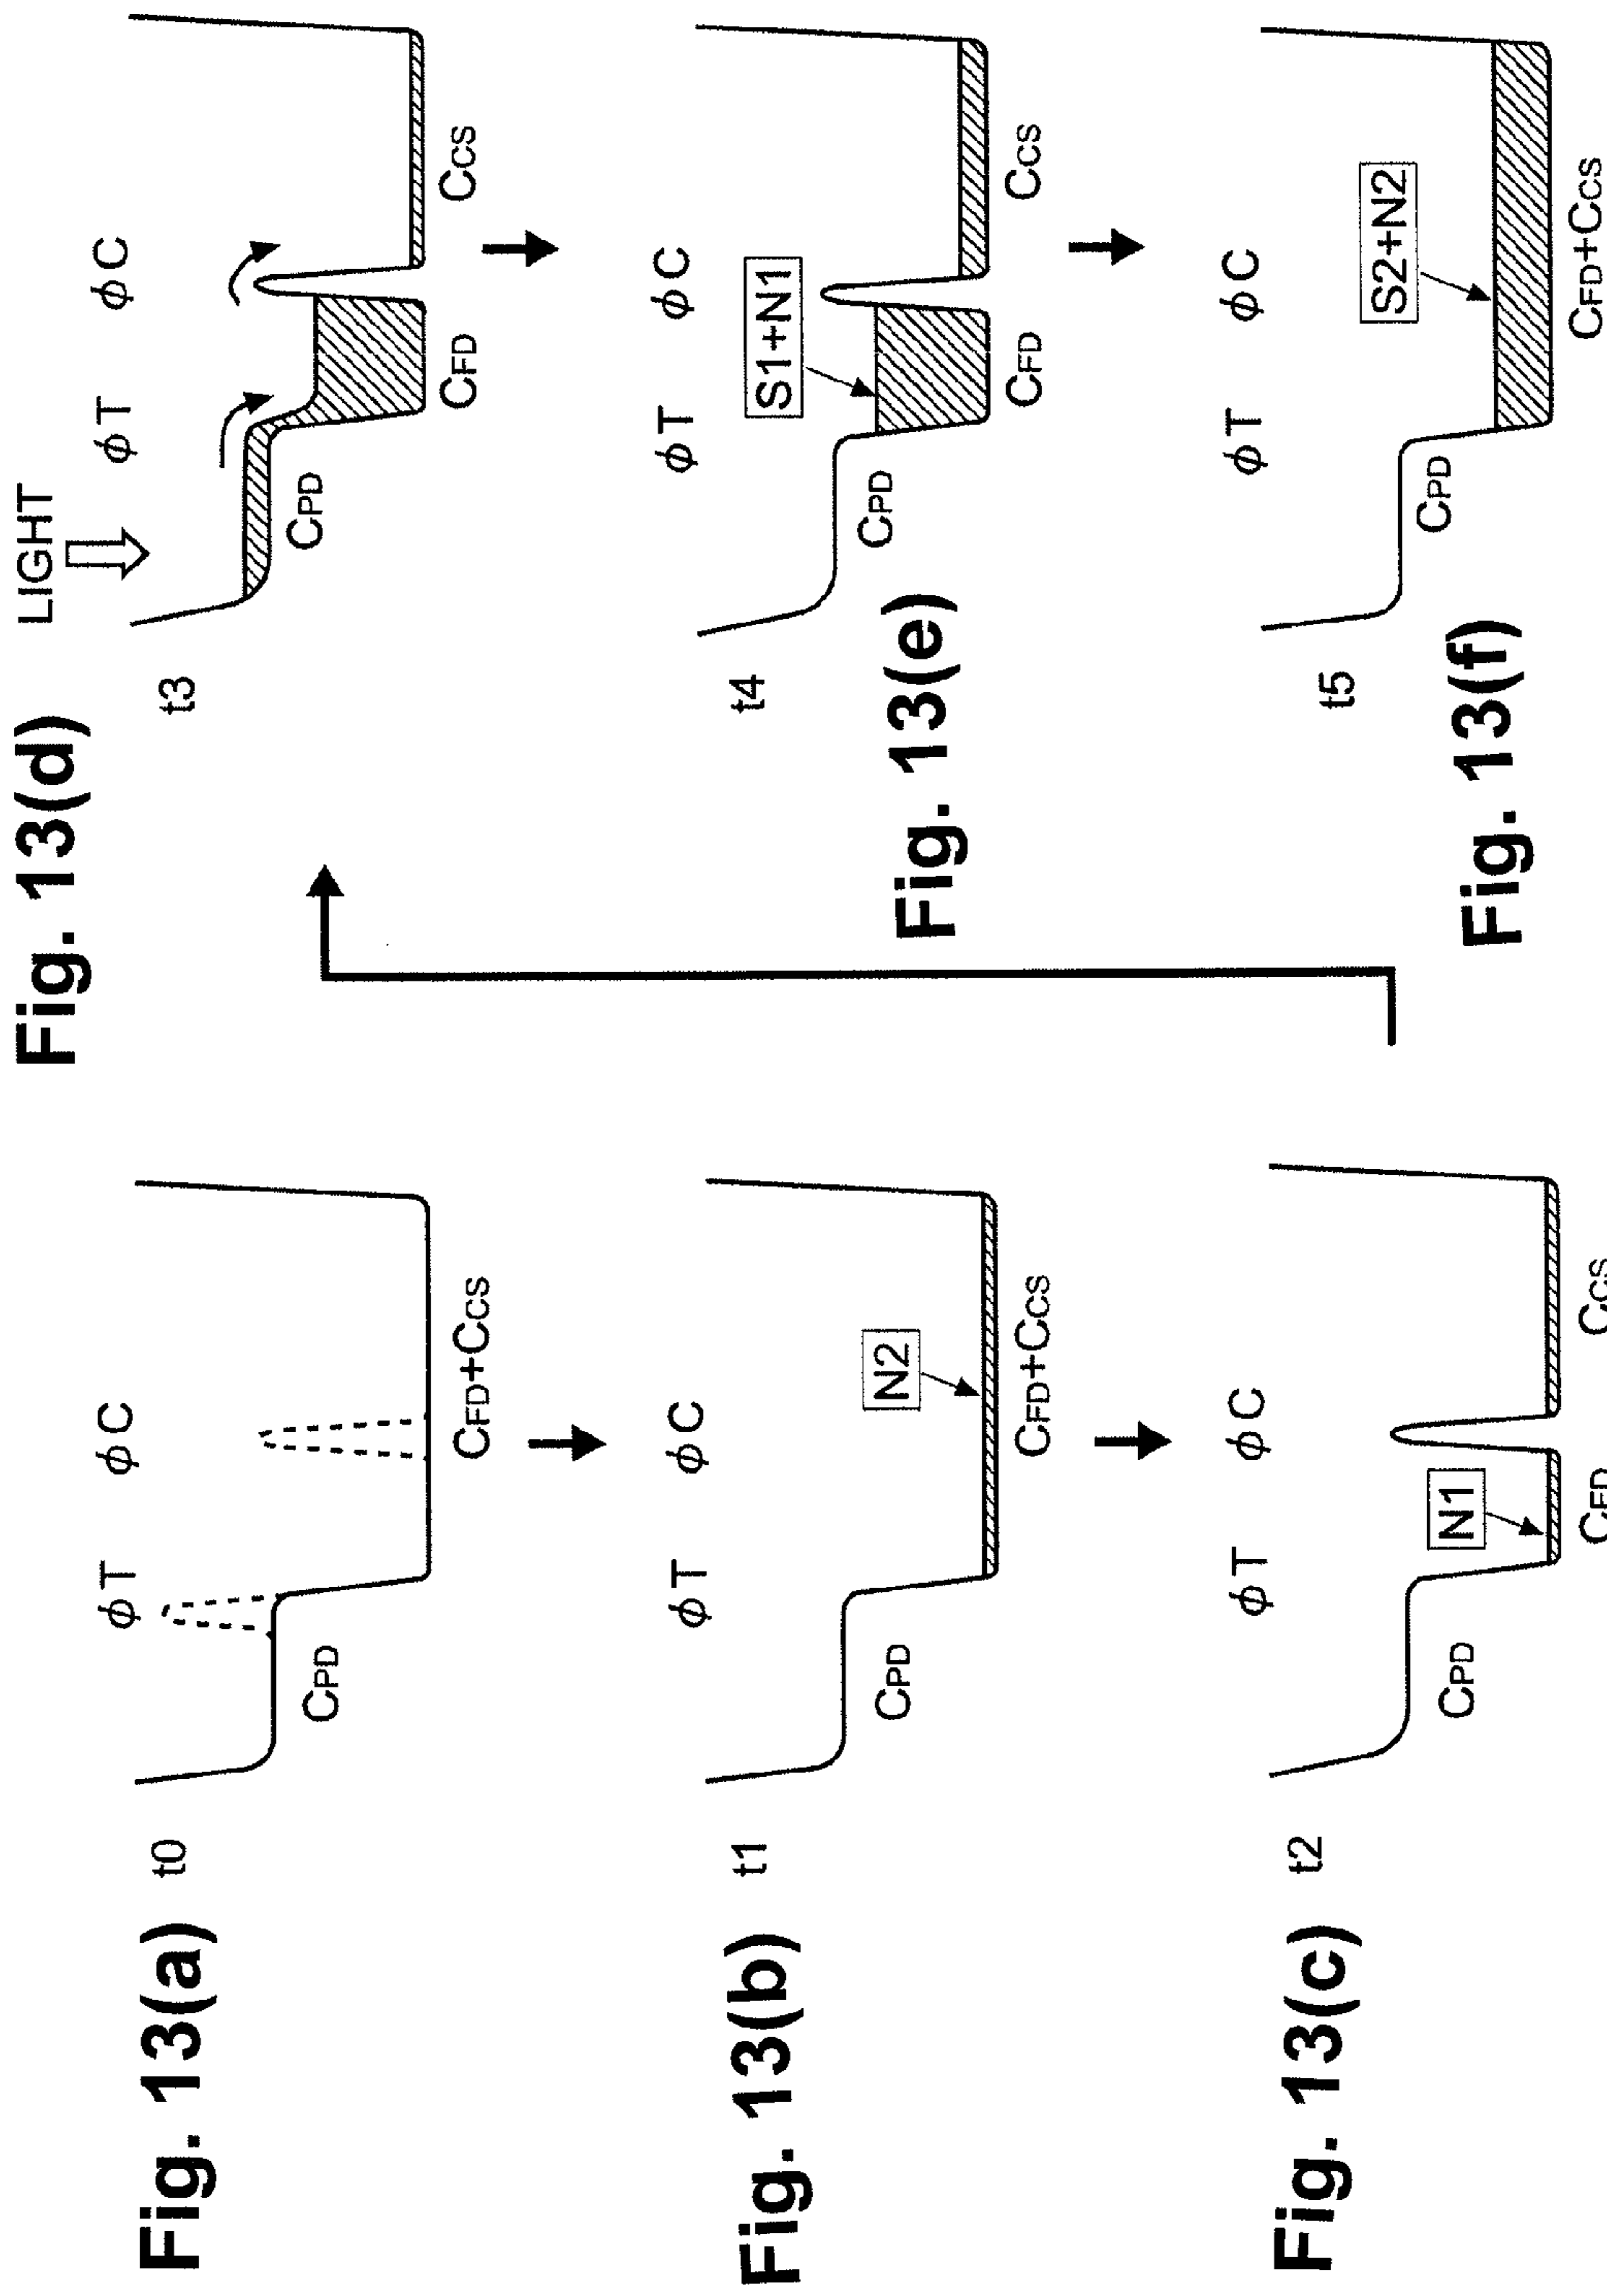 Fig. 13(a)
t0
φT φC
CPD
CFD+CCS
Fig. 13(b)
t1
φT φC
CPD
N2
CFD+CCS
Fig. 13(c)
t2
φT φC
CPD
N1
CFD CCS
Fig. 13(d)
LIGHT
t3
φT φC
CPD
CFD CCS
t4
φT φC
S1+N1
CPD
CFD CCS
Fig. 13(e)
t5
φT φC
S2+N2
CPD
CFD+CCS
Fig. 13(f)